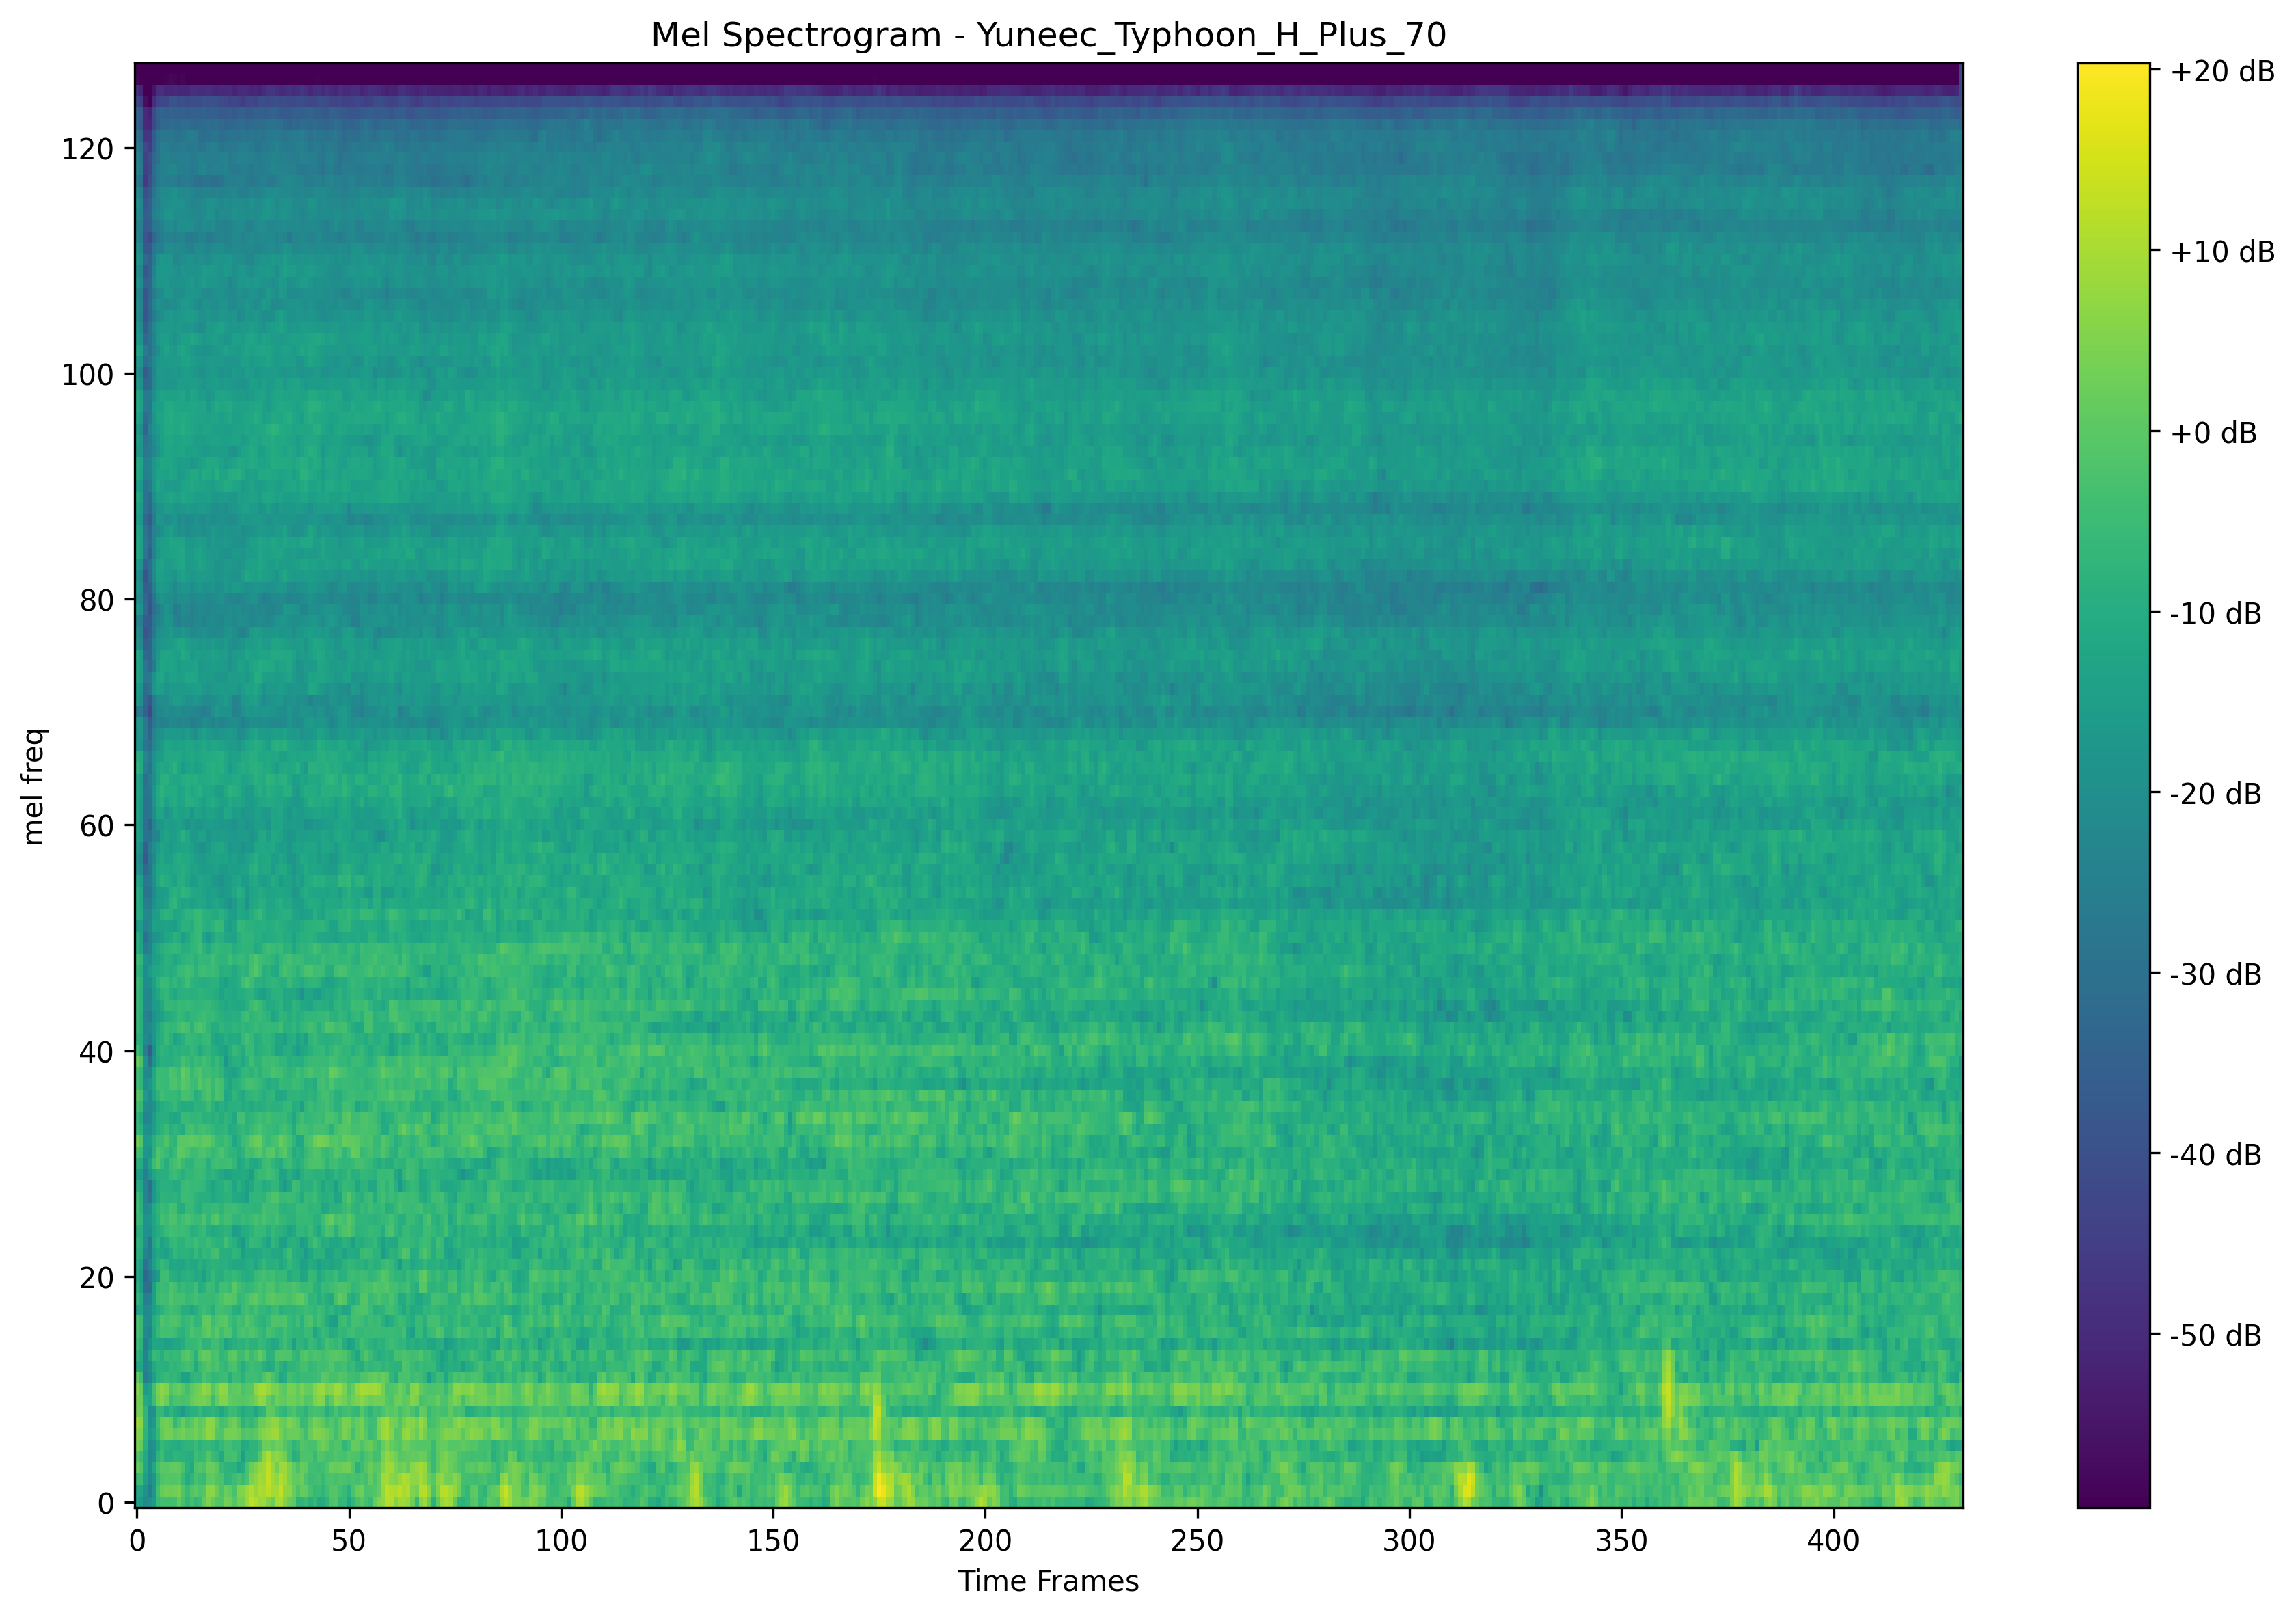 Mel Spectrogram - Yuneec_Typhoon_H_Plus_70
mel freq
120
100
80
60
40
20
0
0 50 100 150 200 250 300 350 400
Time Frames
+20 dB
+10 dB
+0 dB
-10 dB
-20 dB
-30 dB
-40 dB
-50 dB